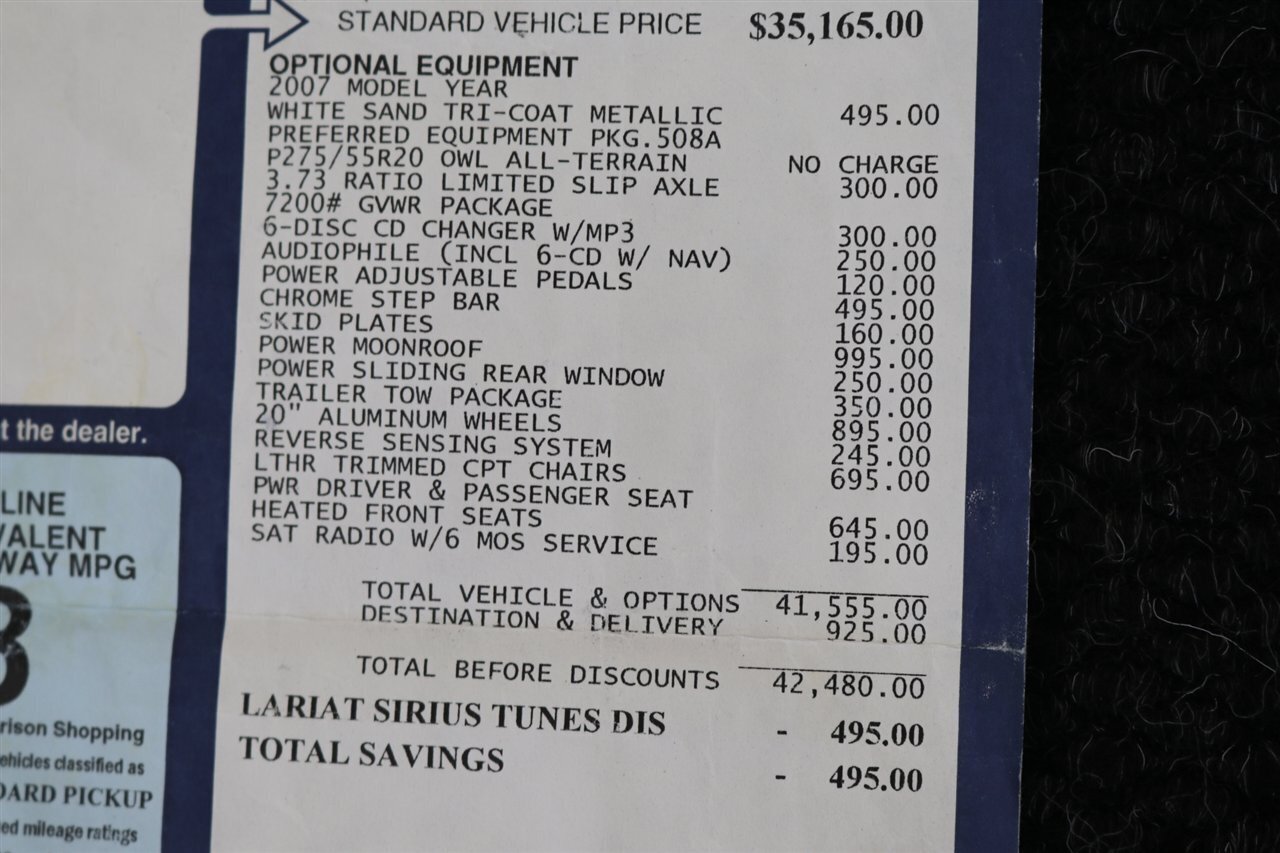 STANDARD VEHICLE PRICE $35,165.00
OPTIONAL EQUIPMENT
2007 MODEL YEAR
WHITE SAND TRI-COAT METALLIC 495.00
PREFERRED EQUIPMENT PKG.508A
P275/55R20 OWL ALL-TERRAIN NO CHARGE
3.73 RATIO LIMITED SLIP AXLE 300.00
7200# GVWR PACKAGE
6-DISC CD CHANGER W/MP3 300.00
AUDIOPHILE (INCL 6-CD W/ NAV) 250.00
POWER ADJUSTABLE PEDALS 120.00
CHROME STEP BAR 495.00
SKID PLATES 160.00
POWER MOONROOF 995.00
POWER SLIDING REAR WINDOW 250.00
TRAILER TOW PACKAGE 350.00
20" ALUMINUM WHEELS 895.00
REVERSE SENSING SYSTEM 245.00
LTHR TRIMMED CPT CHAIRS 695.00
PWR DRIVER & PASSENGER SEAT
HEATED FRONT SEATS 645.00
SAT RADIO W/6 MOS SERVICE 195.00
TOTAL VEHICLE & OPTIONS 41,555.00
DESTINATION & DELIVERY 925.00
TOTAL BEFORE DISCOUNTS 42,480.00
LARIAT SIRIUS TUNES DIS - 495.00
TOTAL SAVINGS - 495.00
t the dealer.
LINE
VALENT
WAY MPG
rison Shopping
ehicles classified as
DARD PICKUP
ed mileage ratings